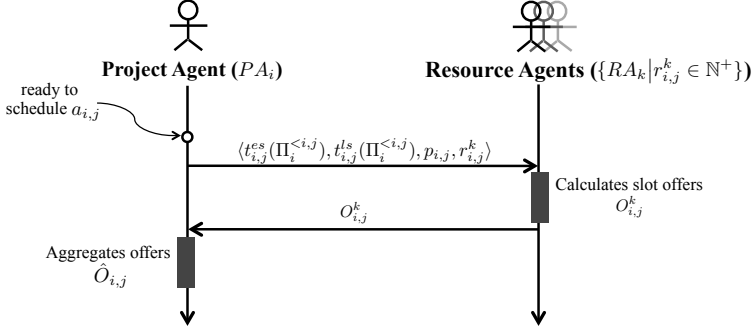 Project Agent (PA_i)
Resource Agents ({RA_k|r^k_{i,j} ∈ ℕ^+})
ready to
schedule a_{i,j}
⟨t^{es}_{i,j}(Π_i^{<i,j}), t^{ls}_{i,j}(Π_i^{<i,j}), p_{i,j}, r^k_{i,j}⟩
Calculates slot offers
O^k_{i,j}
O^k_{i,j}
Aggregates offers
Ô_{i,j}